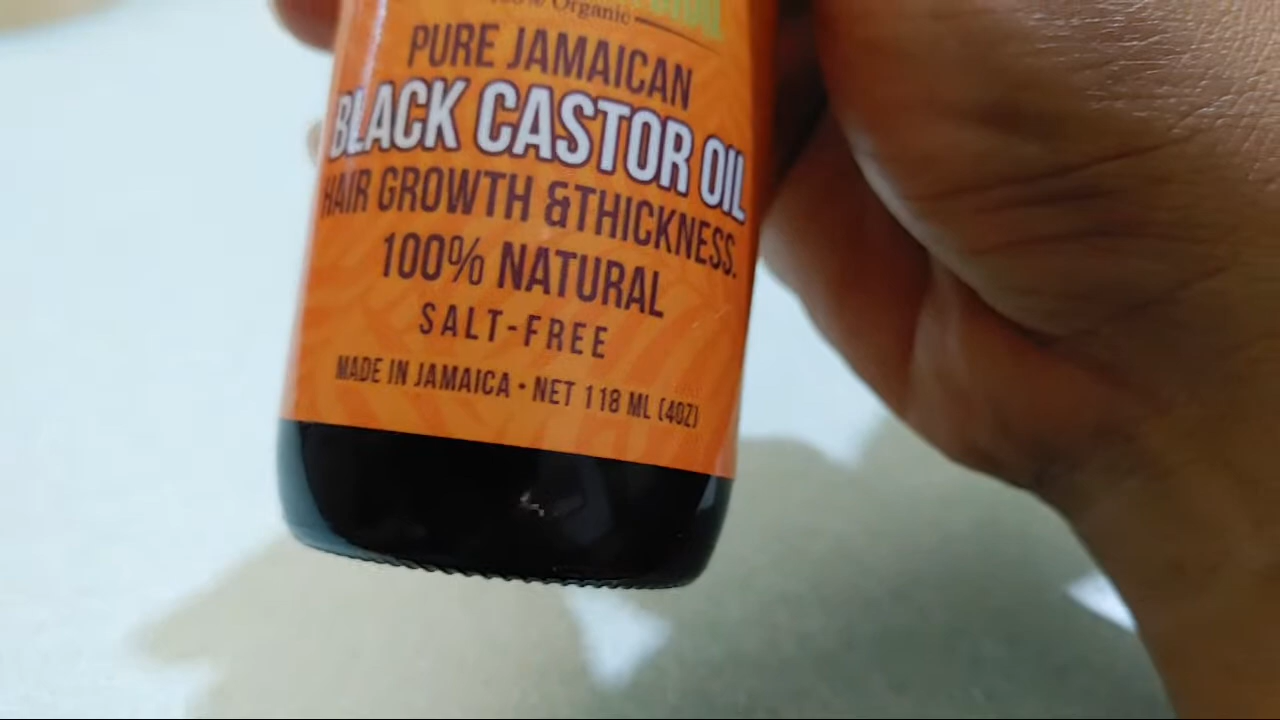 Organic
PURE JAMAICAN
BLACK CASTOR OIL
HAIR GROWTH &THICKNESS.
100% NATURAL
SALT-FREE
MADE IN JAMAICA • NET 118 ML (4OZ)